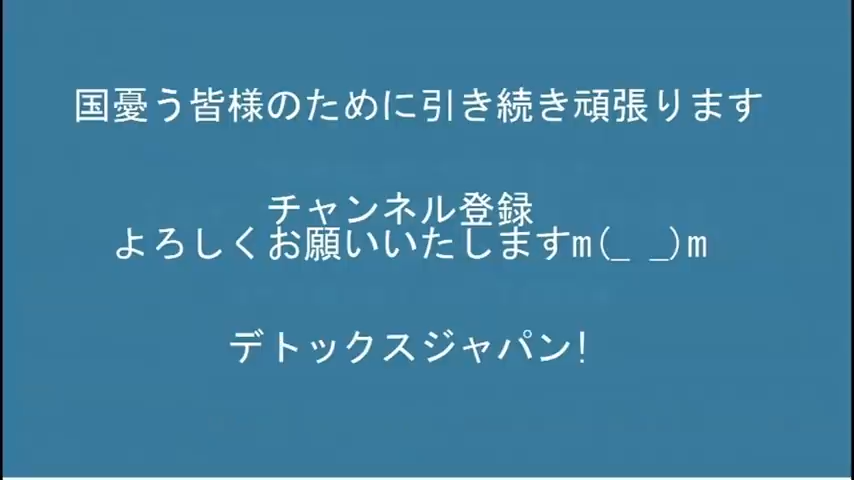 国憂う皆様のために引き続き頑張ります
チャンネル登録
よろしくお願いいたしますm(_ _)m
デトックスジャパン!